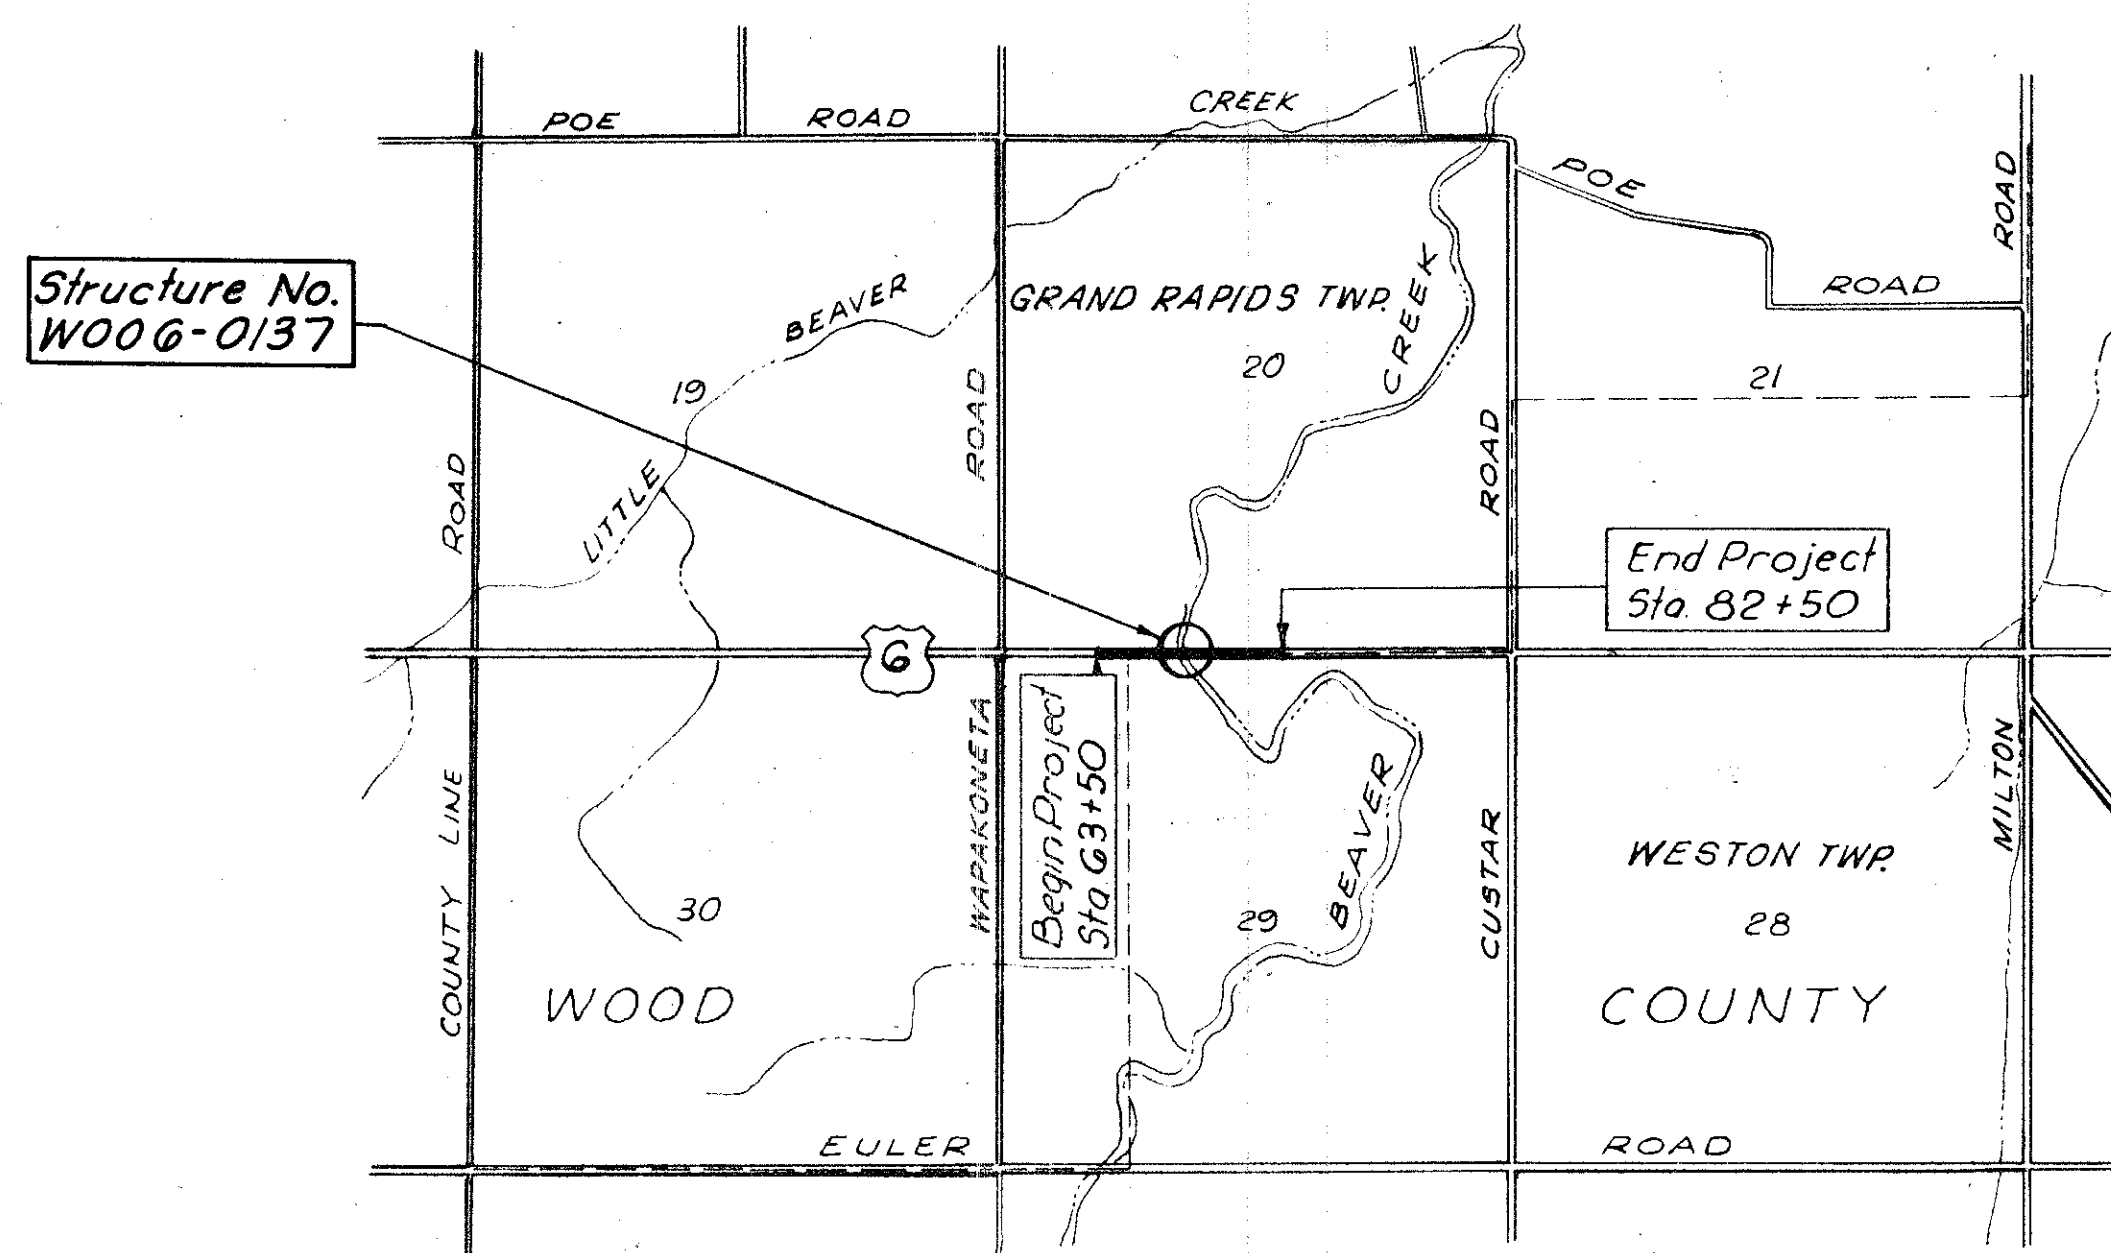 POE ROAD
CREEK
POE
ROAD
ROAD
Structure No.
WOO 6-0137
BEAVER
GRAND RAPIDS TWP.
CREEK
19
20
21
ROAD
ROAD
ROAD
LITTLE
End Project
Sta. 82+50
6
Begin Project
Sta. 63+50
WAPAKONETA
COUNTY LINE
BEAVER
CUSTAR
MILTON
WESTON TWP.
30
29
28
WOOD
COUNTY
EULER
ROAD